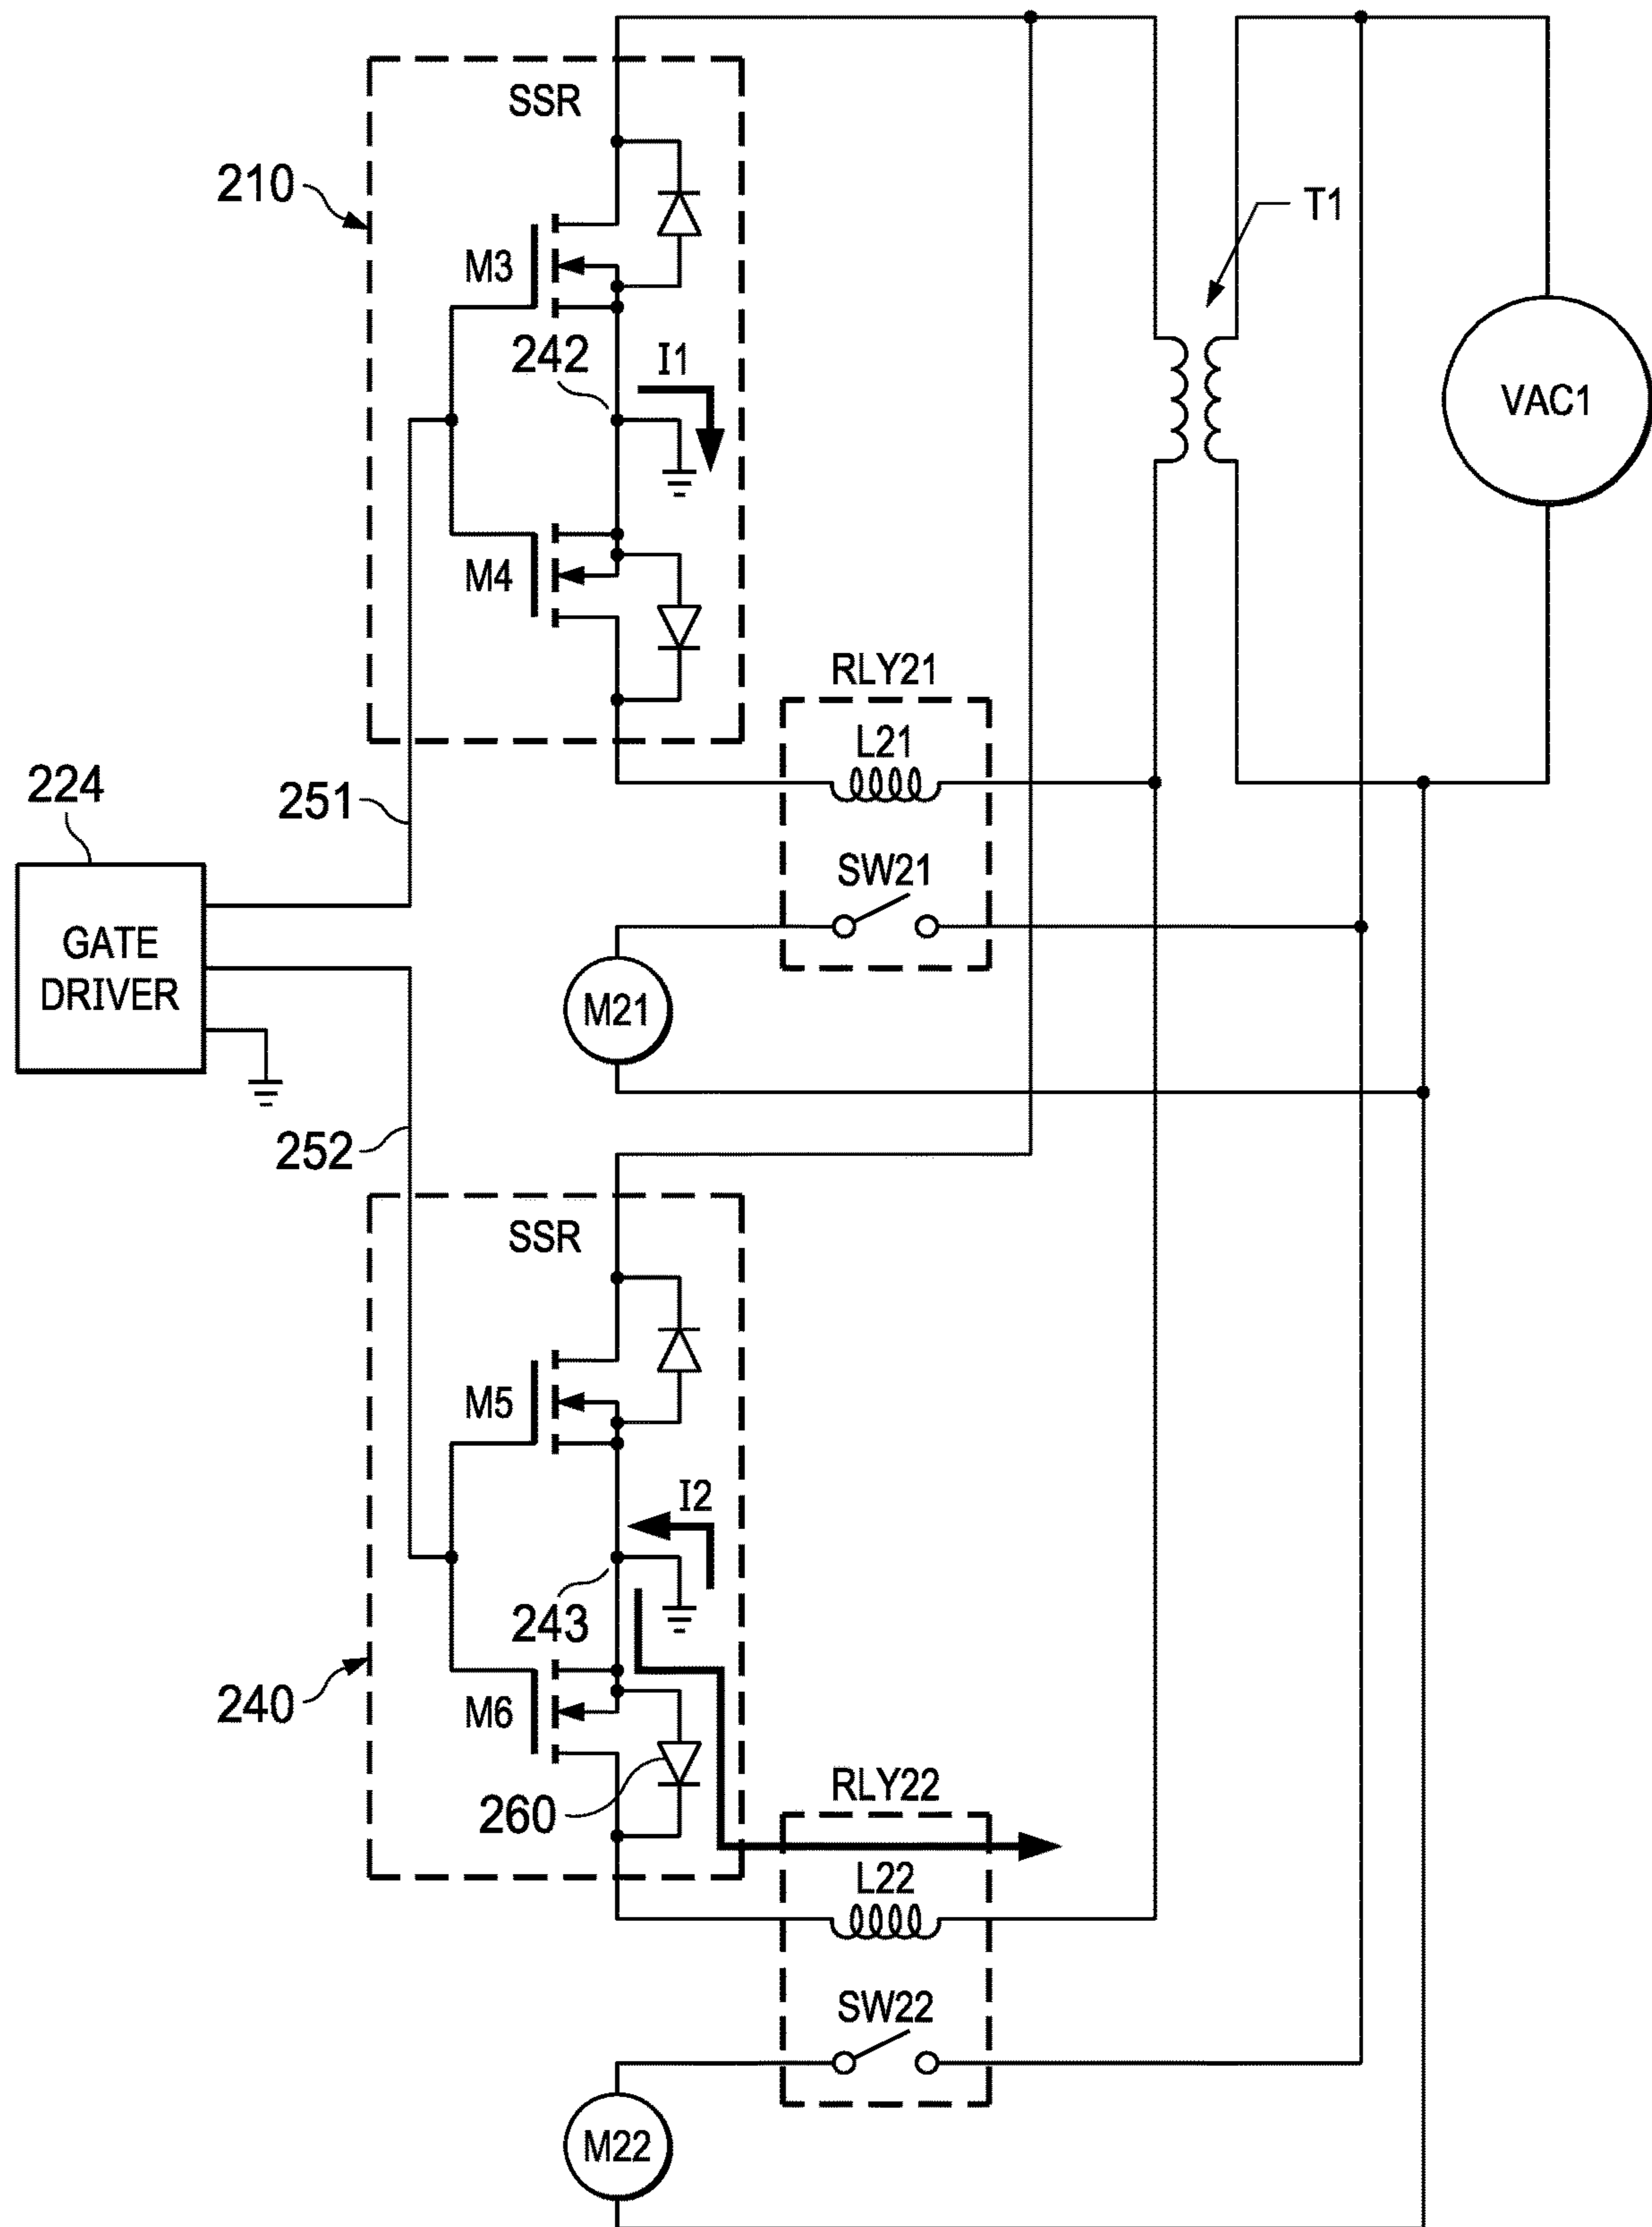 SSR
210
T1
M3
242
I1
VAC1
M4
RLY21
L21
224
251
SW21
GATE
DRIVER
M21
252
SSR
M5
I2
243
240
M6
260
RLY22
L22
SW22
M22